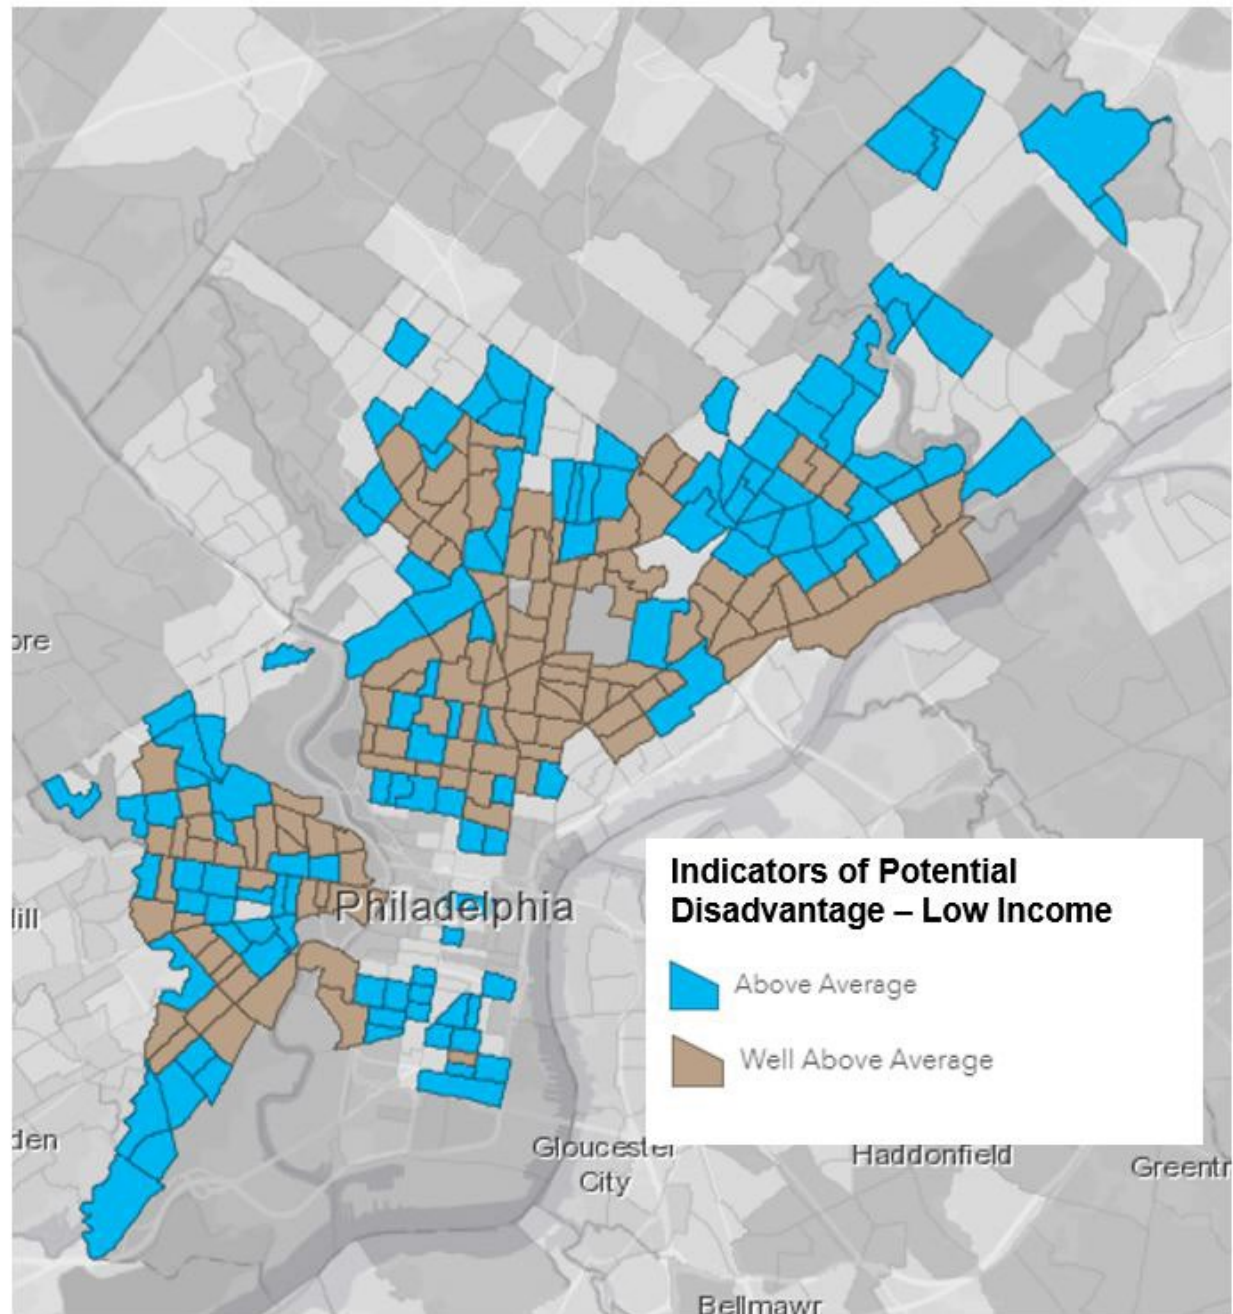 ore
Indicators of Potential
Disadvantage – Low Income
Philadelphia
Above Average
Well Above Average
den
Gloucester
City
Haddonfield
Greentr
Bellmawr